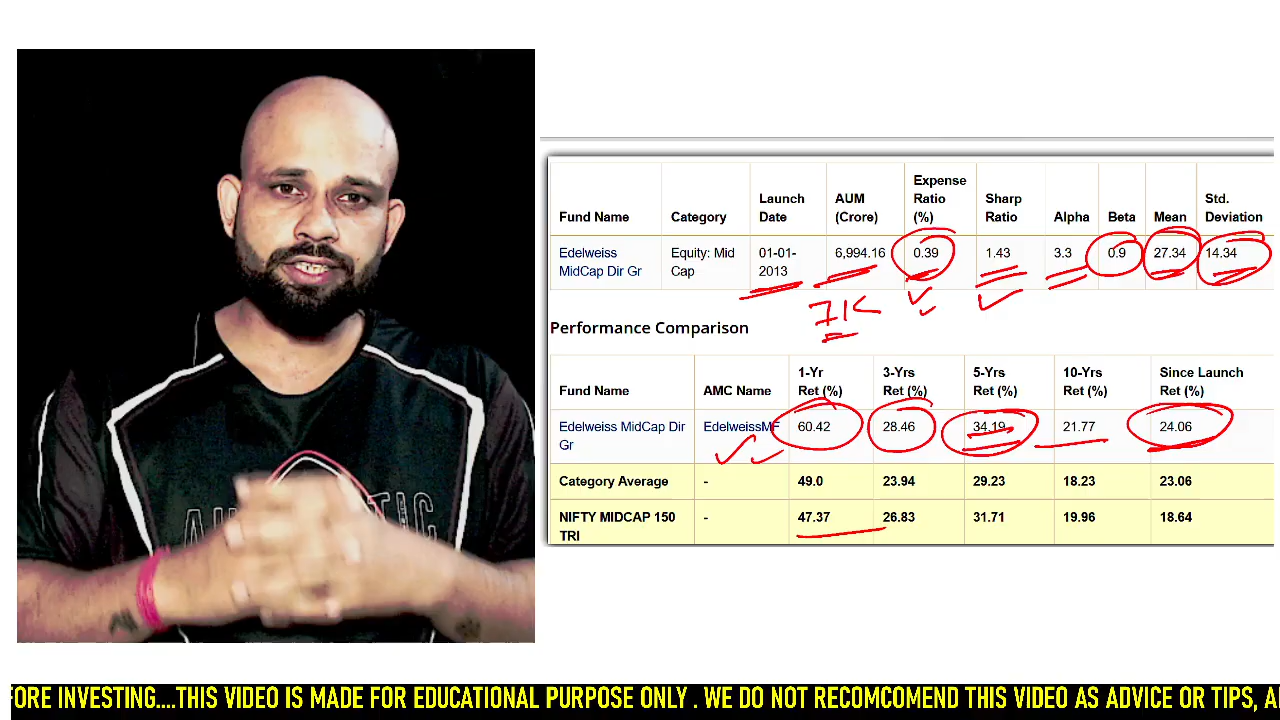 Expense
Launch Date AUM (Crore) Ratio (%) Sharp Ratio Std. Deviation
Fund Name Category Alpha Beta Mean
Edelweiss MidCap Dir Gr Equity: Mid Cap 01-01-2013 6,994.16 0.39 1.43 3.3 0.9 27.34 14.34
7K
Performance Comparison
Fund Name AMC Name 1-Yr Ret (%) 3-Yrs Ret (%) 5-Yrs Ret (%) 10-Yrs Ret (%) Since Launch Ret (%)
Edelweiss MidCap Dir Gr EdelweissMF 60.42 28.46 34.19 21.77 24.06
Category Average - 49.0 23.94 29.23 18.23 23.06
NIFTY MIDCAP 150 TRI - 47.37 26.83 31.71 19.96 18.64
FORE INVESTING....THIS VIDEO IS MADE FOR EDUCATIONAL PURPOSE ONLY . WE DO NOT RECOMCOMEND THIS VIDEO AS ADVICE OR TIPS, A